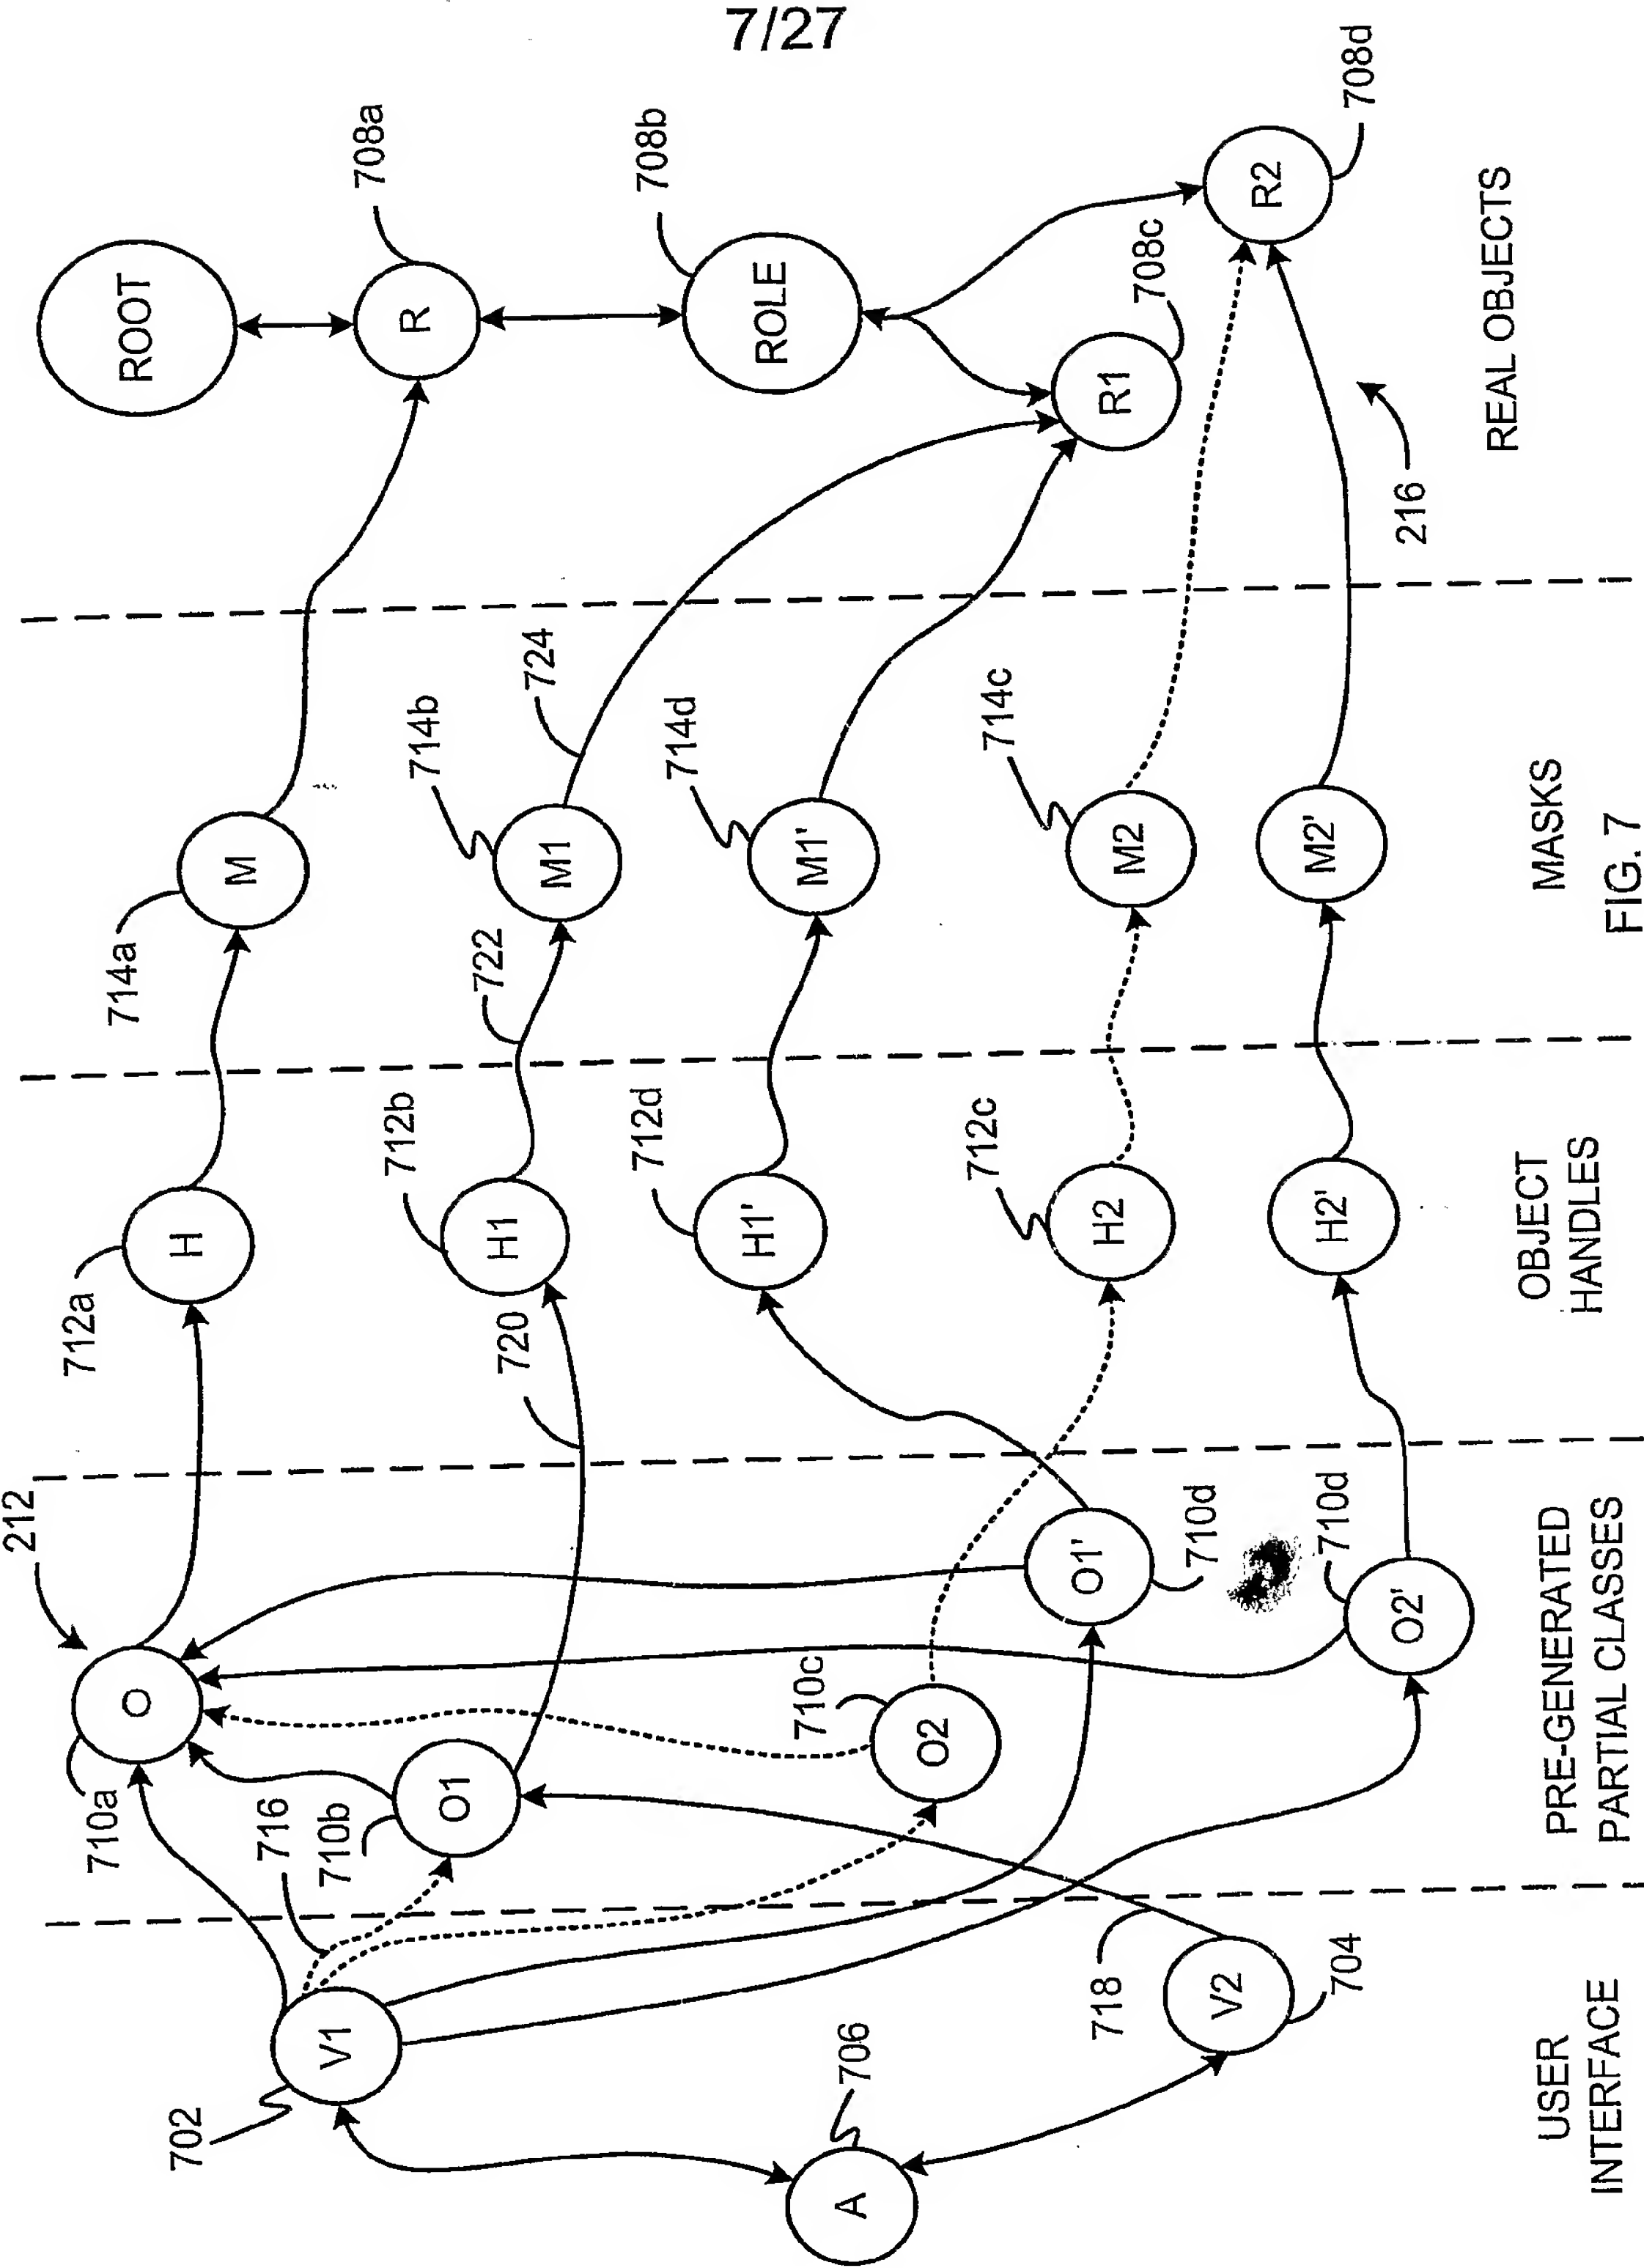 7/27
ROOT
R
708a
ROLE
708b
R1
708c
R2
708d
216
REAL OBJECTS
M
714a
M1
714b
724
M1'
714d
M2
714c
M2'
MASKS
FIG. 7
H
712a
H1
712b
722
H1'
712d
H2
712c
H2'
OBJECT
HANDLES
212
O
710a
O1
710b
720
O2
710c
O1'
710d
O2'
710d
PRE-GENERATED
PARTIAL CLASSES
V1
702
716
A
706
V2
704
718
USER
INTERFACE